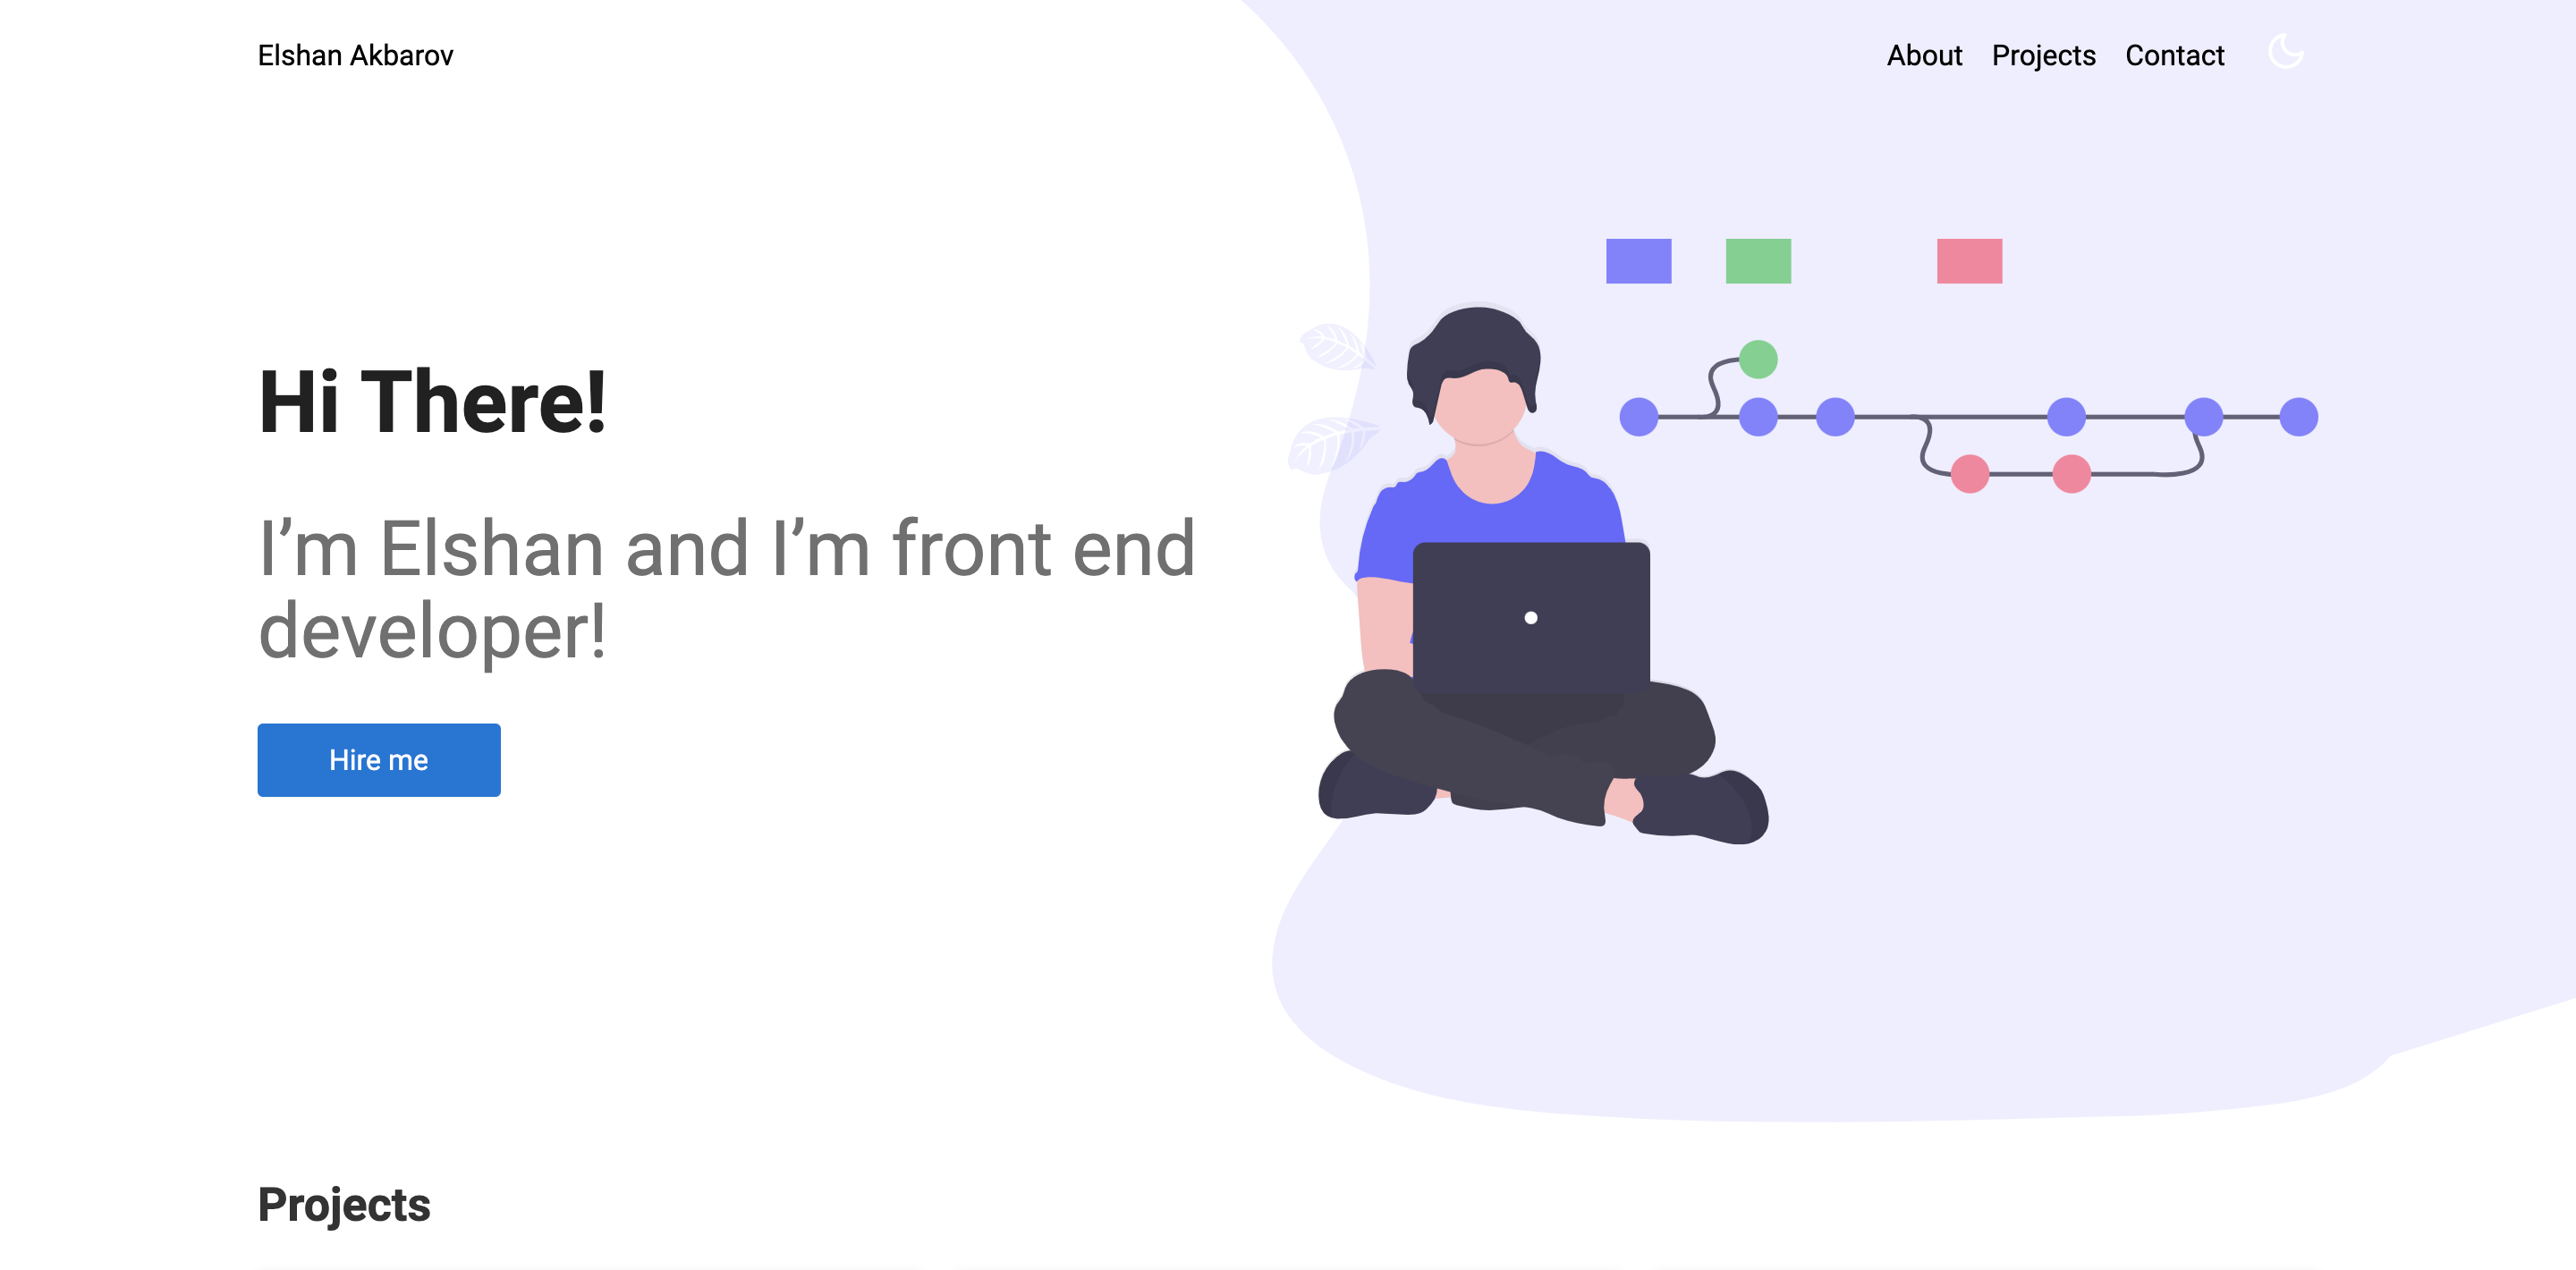 Elshan Akbarov
About Projects Contact
Hi There!
I’m Elshan and I’m front end
developer!
Hire me
Projects